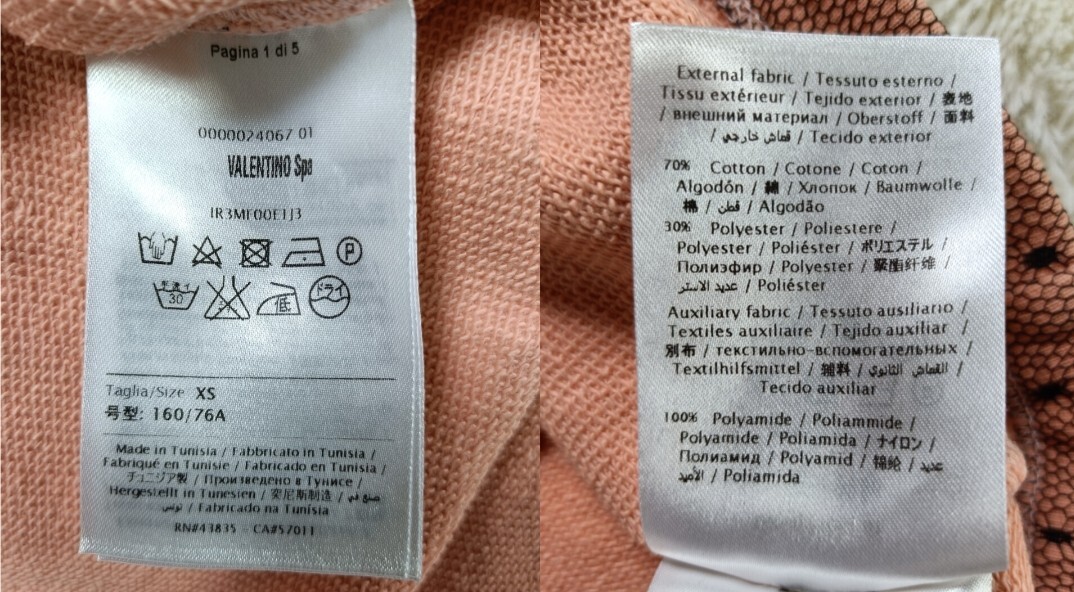 Pagina 1 di 5
0000024067 01
VALENTINO Spa
IR3MF00E1J3
P
手洗イ
30
低
ドライ
Taglia/Size XS
号型: 160/76A
Made in Tunisia / Fabbricato in Tunisia /
Fabriqué en Tunisie / Fabricado en Tunisia /
チュニジア製 / Произведено в Тунисе /
Hergestellt in Tunesien / 突尼斯制造 / صنع في
تونس / Fabricado na Tunísia
RN#43835 - CA#57011
External fabric / Tessuto esterno /
Tissu extérieur / Tejido exterior / 表地
/ внешний материал / Oberstoff / 面料
/ قماش خارجي / Tecido exterior
70% Cotton / Cotone / Coton /
Algodón / 綿 / Хлопок / Baumwolle /
棉 / قطن / Algodão
30% Polyester / Poliestere /
Polyester / Poliéster / ポリエステル /
Полиэфир / Polyester / 聚酯纤维 /
عديد الاستر / Poliéster
Auxiliary fabric / Tessuto ausiliario /
Textiles auxiliaire / Tejido auxiliar /
別布 / текстильно-вспомогательных /
Textilhilfsmittel / 辅料 / القماش الثانوي /
Tecido auxiliar
100% Polyamide / Poliammide /
Polyamide / Poliamida / ナイロン /
Полиамид / Polyamid / 锦纶 / عديد
الأميد / Poliamida